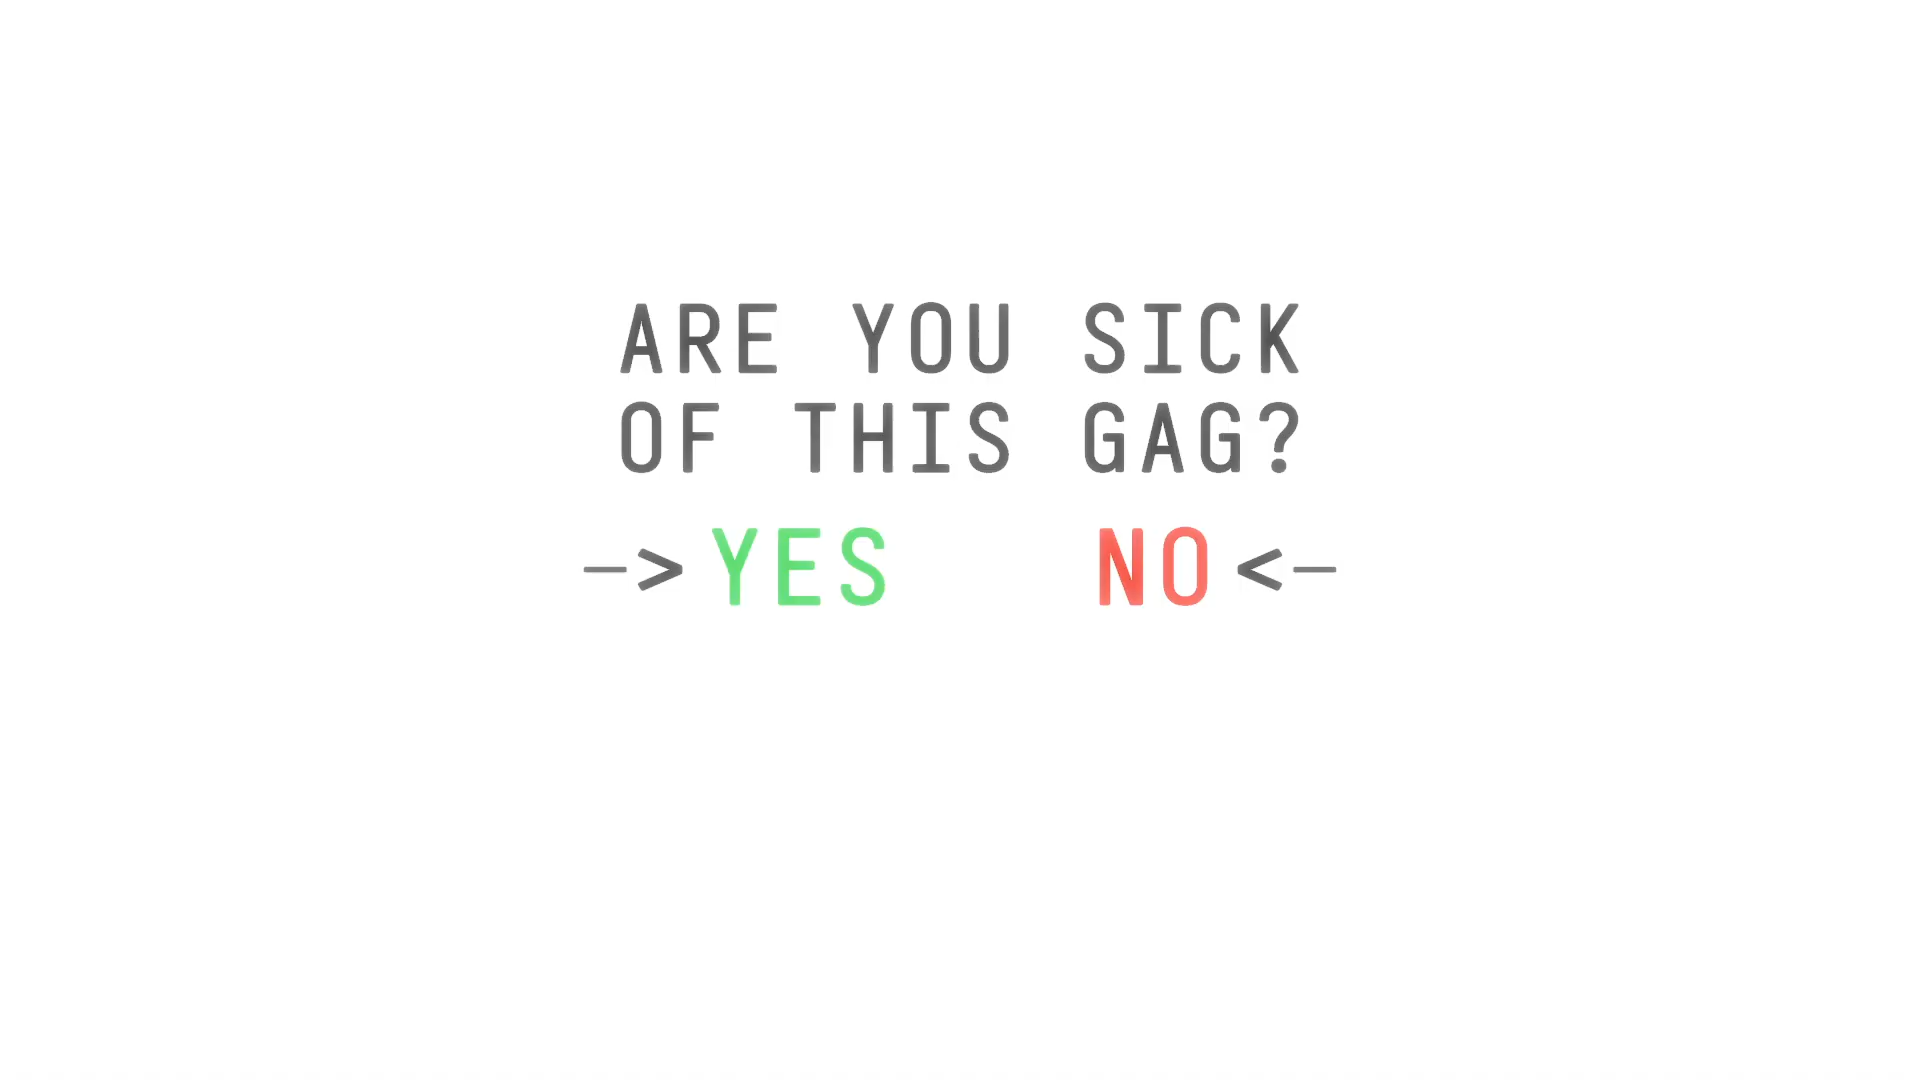 ARE YOU SICK
OF THIS GAG?
-> YES NO <-